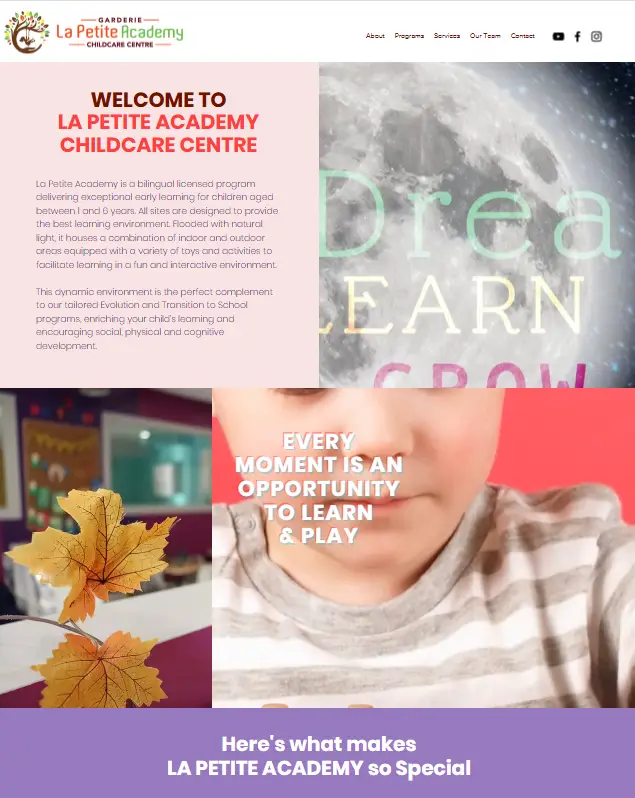 GARDERIE
La Petite Academy
CHILDCARE CENTRE
About Programs Services Our Team Contact
WELCOME TO
LA PETITE ACADEMY
CHILDCARE CENTRE
La Petite Academy is a bilingual licensed program
delivering exceptional early learning for children aged
between 1 and 6 years. All sites are designed to provide
the best learning environment. Flooded with natural
light, it houses a combination of indoor and outdoor
areas equipped with a variety of toys and activities to
facilitate learning in a fun and interactive environment.
This dynamic environment is the perfect complement
to our tailored Evolution and Transition to School
programs, enriching your child's learning and
encouraging social, physical and cognitive
development.
Drea
LEARN
GROW
EVERY
MOMENT IS AN
OPPORTUNITY
TO LEARN
& PLAY
Here's what makes
LA PETITE ACADEMY so Special